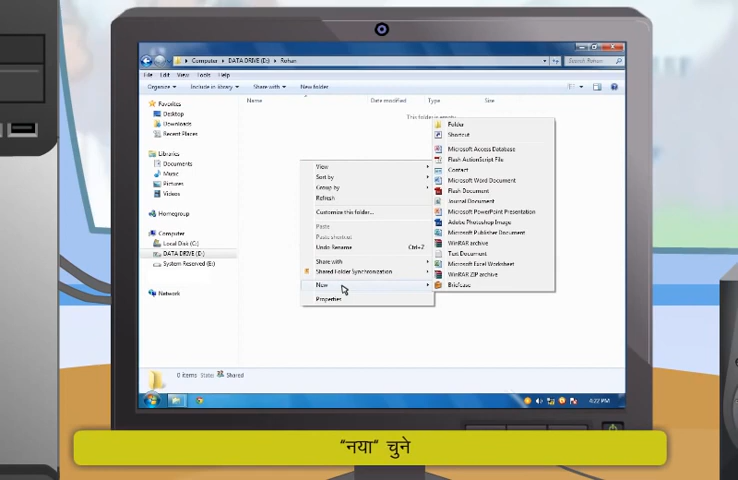 Computer ▸ DATA DRIVE (D:) ▸ Rohan
Search Rohan
File Edit View Tools Help
Organize Include in library Share with New folder
Name Date modified Type Size
This folder is empty.
Favorites
Desktop
Downloads
Recent Places
Libraries
Documents
Music
Pictures
Videos
Homegroup
Computer
Local Disk (C:)
DATA DRIVE (D:)
System Reserved (E:)
Network
View
Sort by
Group by
Refresh
Customize this folder...
Paste
Paste shortcut
Undo Rename Ctrl+Z
Share with
Shared Folder Synchronization
New
Properties
Folder
Shortcut
Microsoft Access Database
Flash ActionScript File
Contact
Microsoft Word Document
Flash Document
Journal Document
Microsoft PowerPoint Presentation
Adobe Photoshop Image
Microsoft Publisher Document
WinRAR archive
Text Document
Microsoft Excel Worksheet
WinRAR ZIP archive
Briefcase
0 items State: Shared
4:22 PM
“नया” चुने